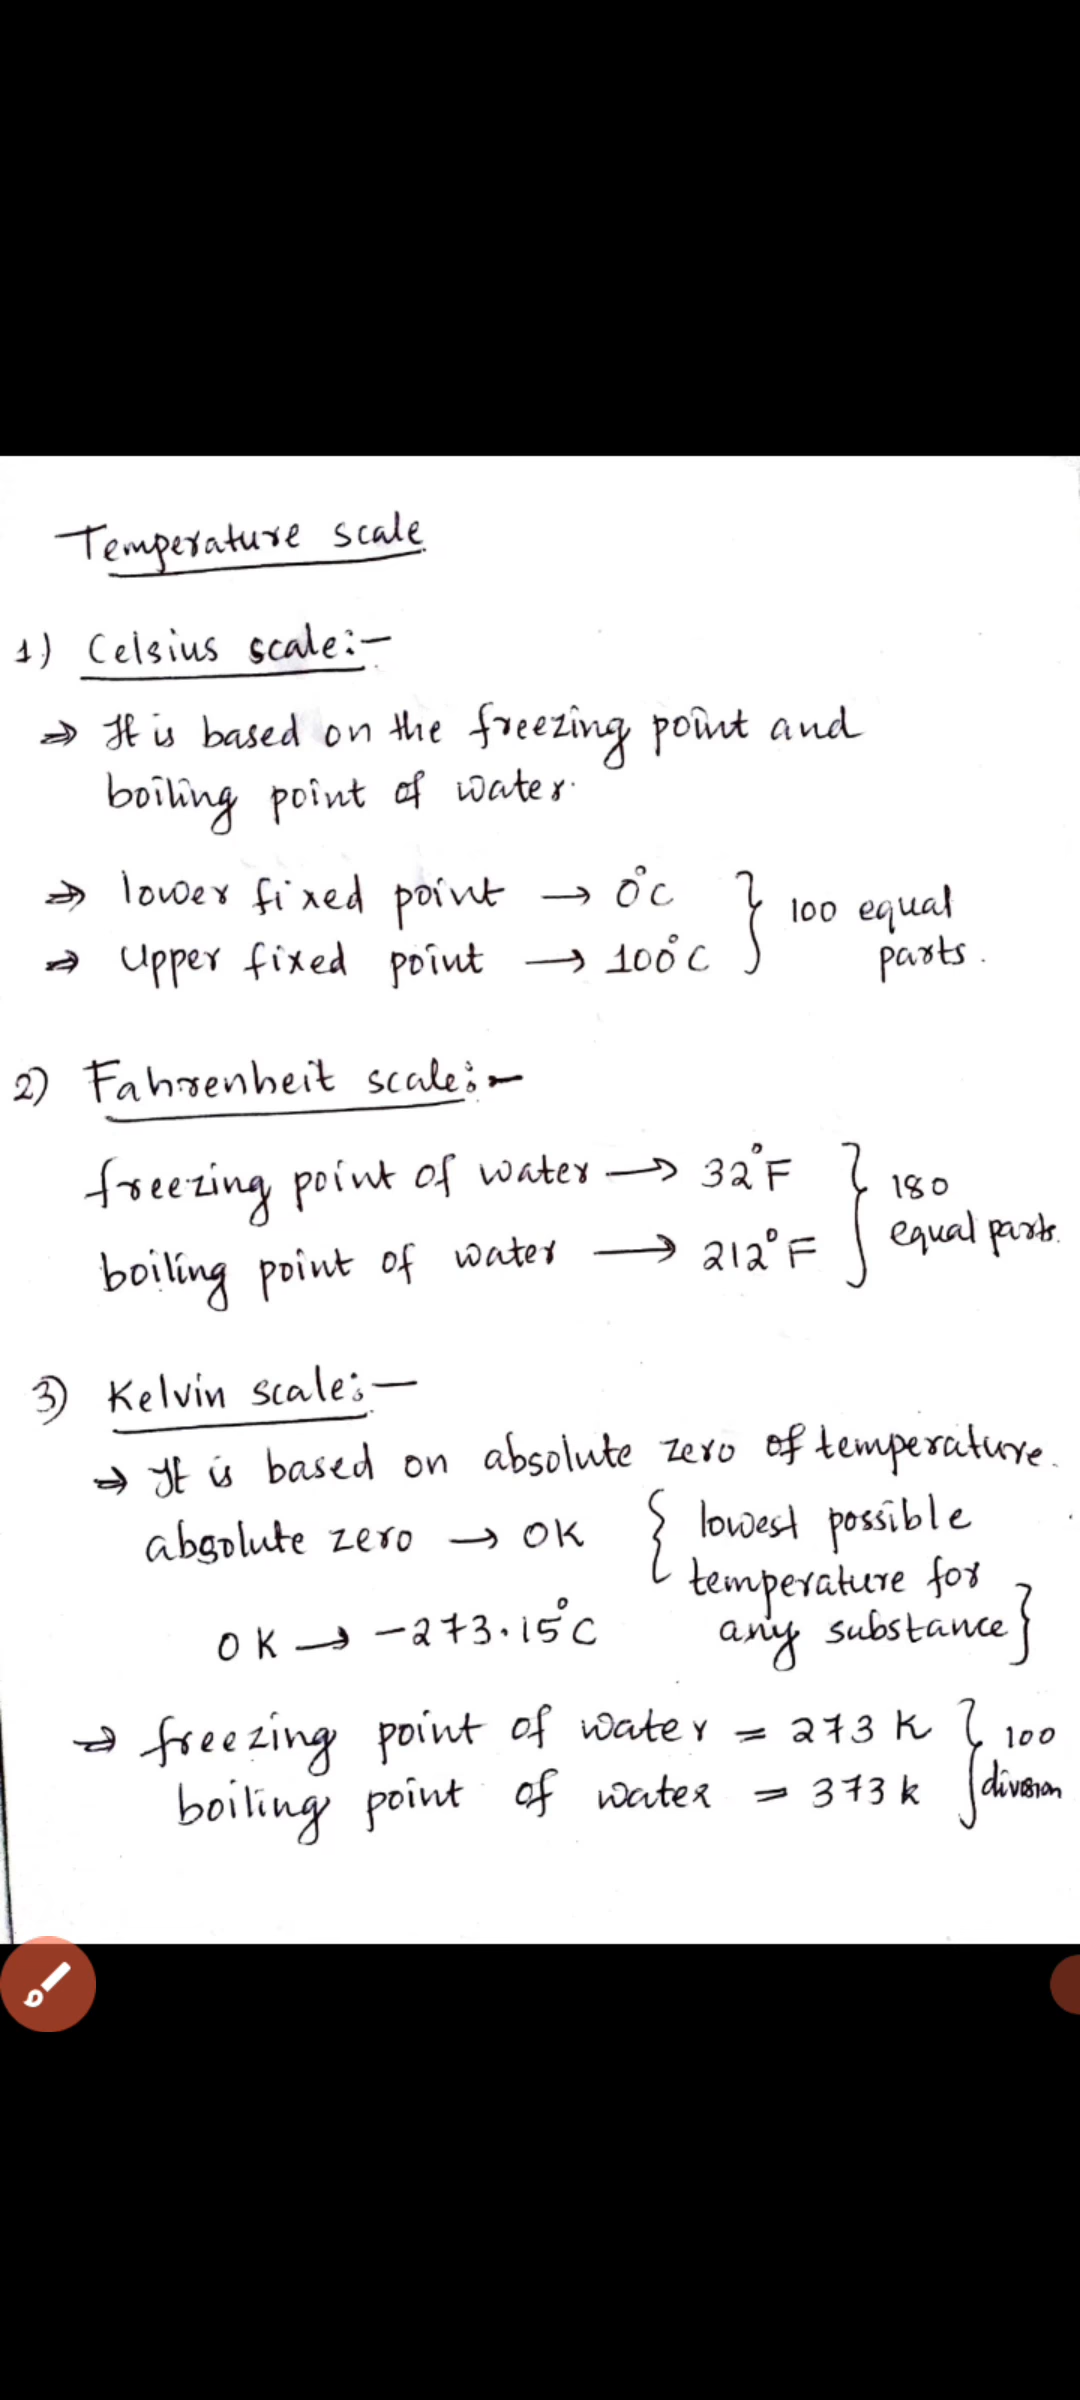 Temperature scale
1) Celsius scale:-
⇒ It is based on the freezing point and
boiling point of water.
⇒ lower fixed point → 0°C } 100 equal
⇒ Upper fixed point → 100°C parts.
2) Fahrenheit scale:-
freezing point of water → 32°F } 180
boiling point of water → 212°F equal parts.
3) Kelvin scale:-
⇒ It is based on absolute zero of temperature.
absolute zero → 0K { lowest possible
temperature for
0K → -273.15°C any substance }
⇒ freezing point of water = 273 K } 100
boiling point of water = 373 k division